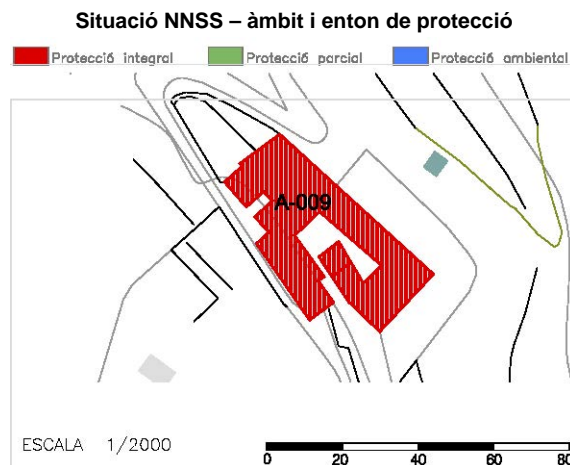 Situació NNSS – àmbit i enton de protecció
Protecció integral Protecció parcial Protecció ambiental
A-009
ESCALA 1/2000
0 20 40 60 80